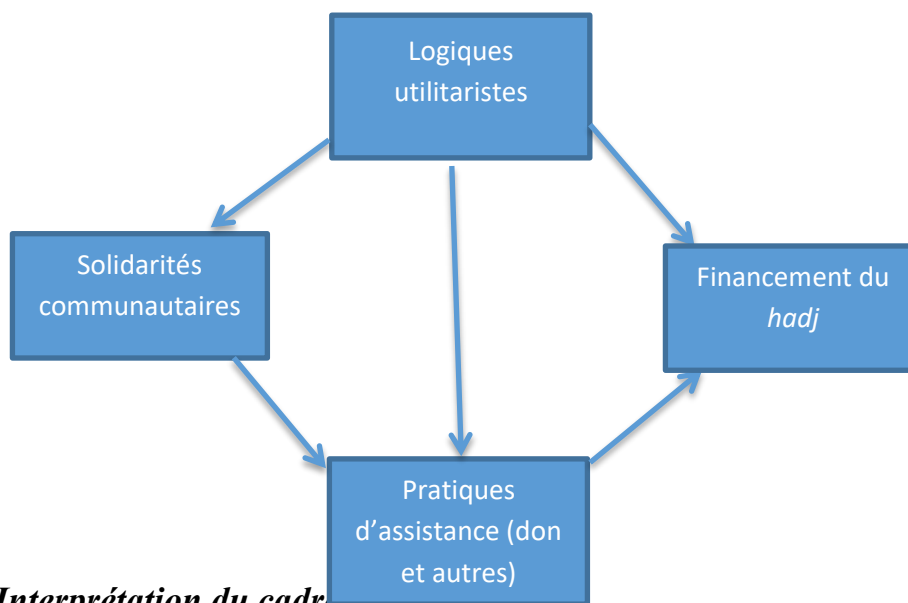 Logiques
utilitaristes
Solidarités
communautaires
Financement du
hadj
Pratiques
d’assistance (don
et autres)
Interprétation du cadr